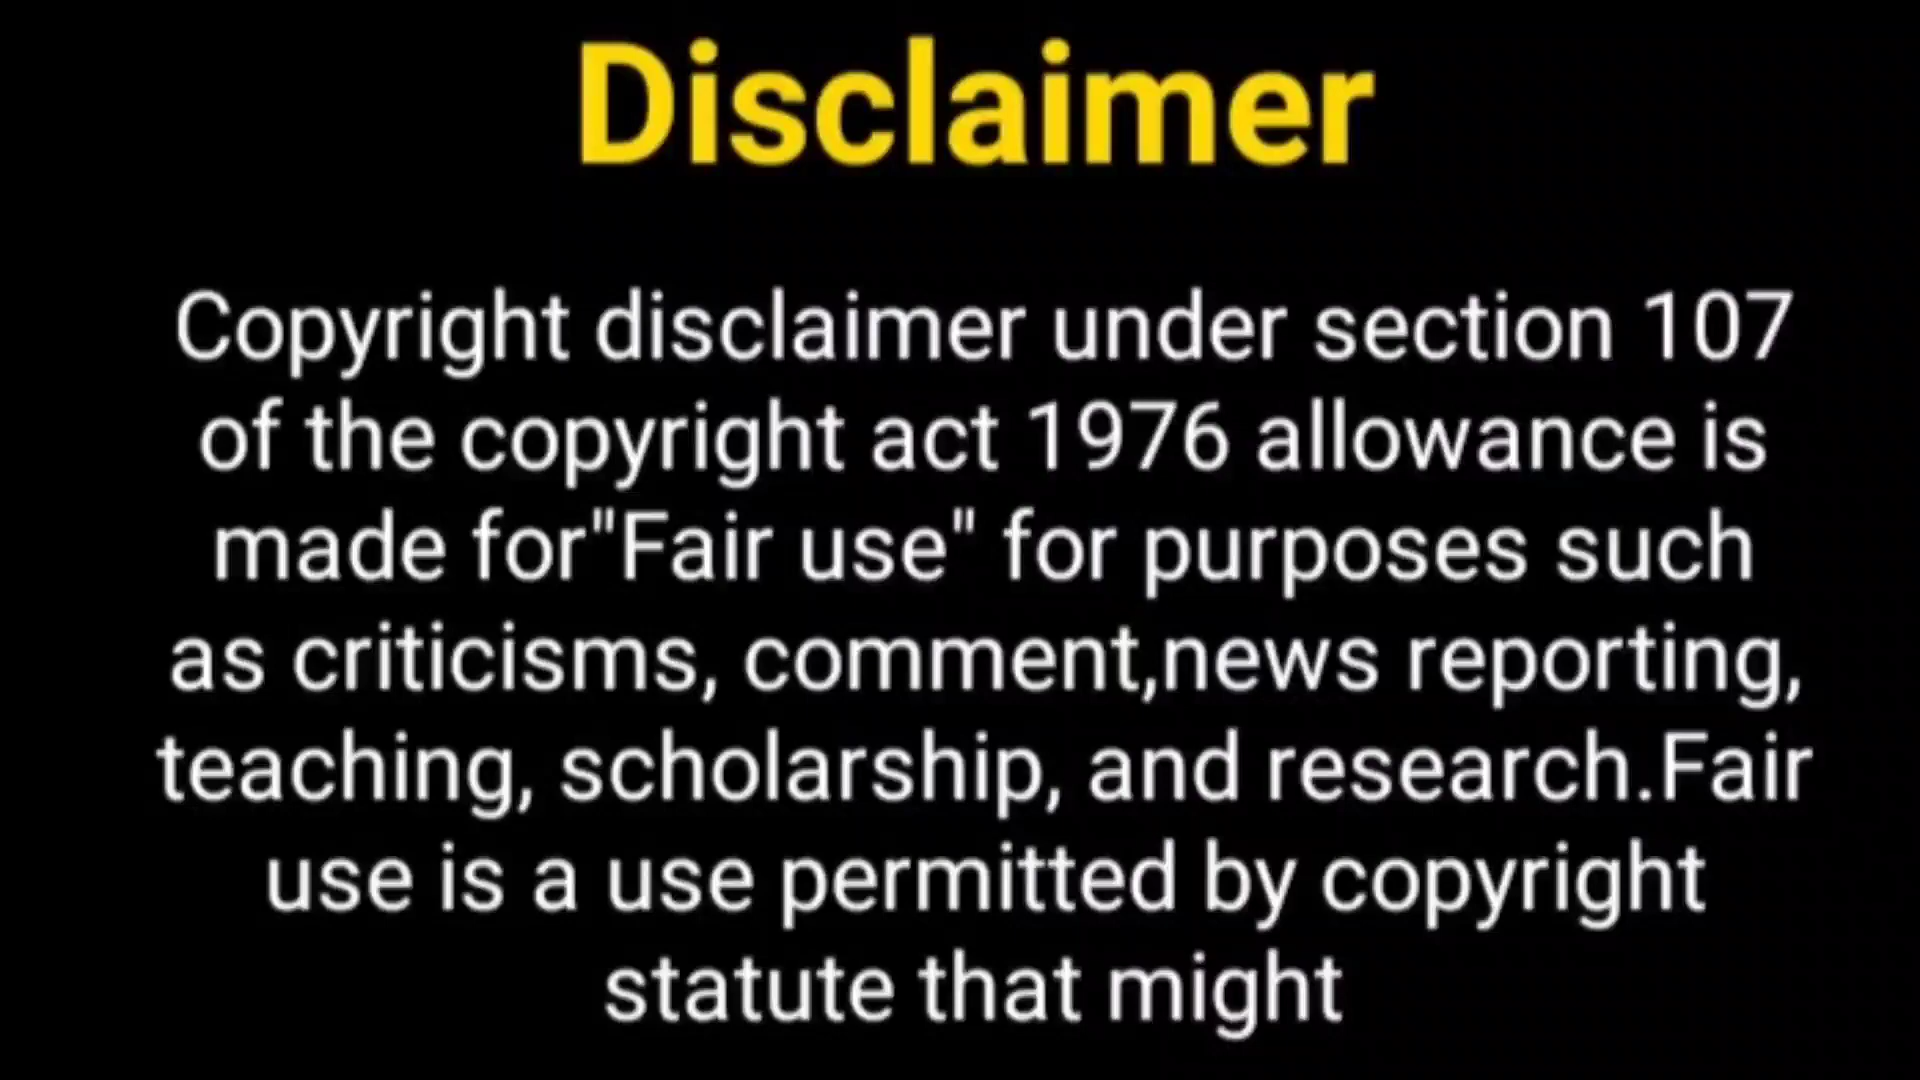 Disclaimer
Copyright disclaimer under section 107
of the copyright act 1976 allowance is
made for"Fair use" for purposes such
as criticisms, comment,news reporting,
teaching, scholarship, and research.Fair
use is a use permitted by copyright
statute that might